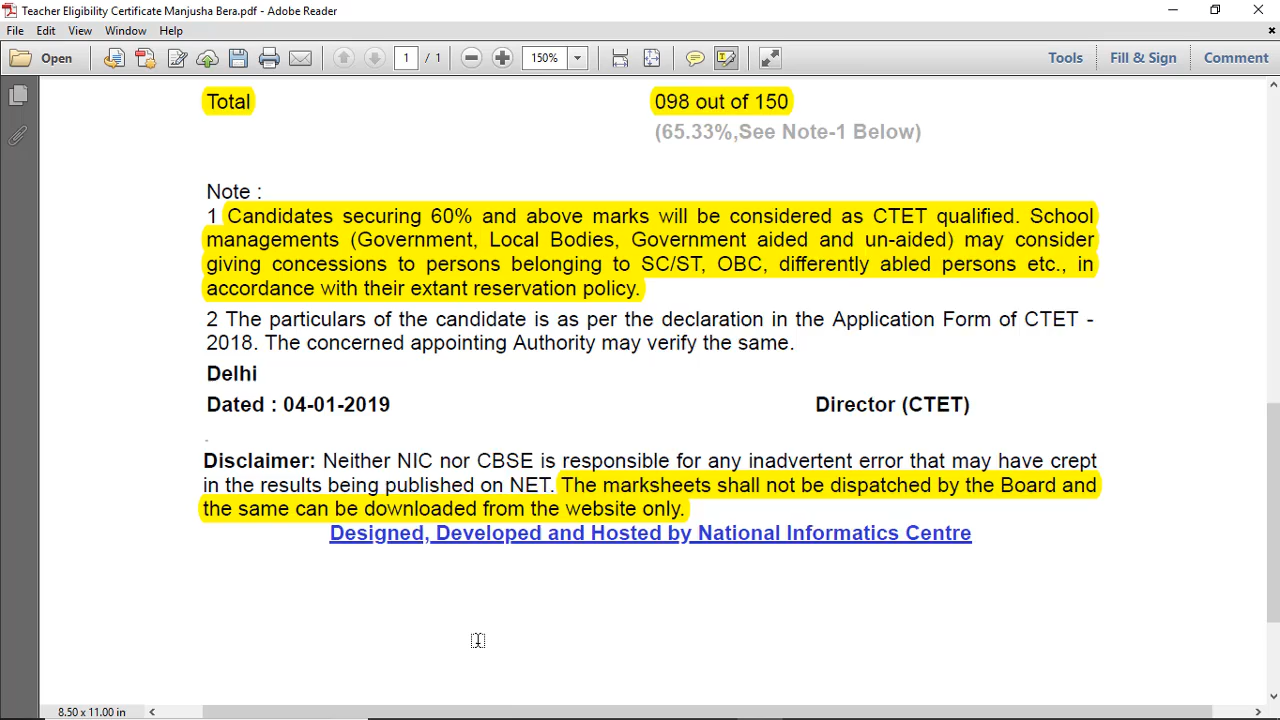 Teacher Eligibility Certificate Manjusha Bera.pdf - Adobe Reader
File Edit View Window Help
Open 1 / 1 150% Tools Fill & Sign Comment
Total 098 out of 150
(65.33%,See Note-1 Below)
Note :
1 Candidates securing 60% and above marks will be considered as CTET qualified. School
managements (Government, Local Bodies, Government aided and un-aided) may consider
giving concessions to persons belonging to SC/ST, OBC, differently abled persons etc., in
accordance with their extant reservation policy.
2 The particulars of the candidate is as per the declaration in the Application Form of CTET -
2018. The concerned appointing Authority may verify the same.
Delhi
Dated : 04-01-2019 Director (CTET)
Disclaimer: Neither NIC nor CBSE is responsible for any inadvertent error that may have crept
in the results being published on NET. The marksheets shall not be dispatched by the Board and
the same can be downloaded from the website only.
Designed, Developed and Hosted by National Informatics Centre
8.50 x 11.00 in